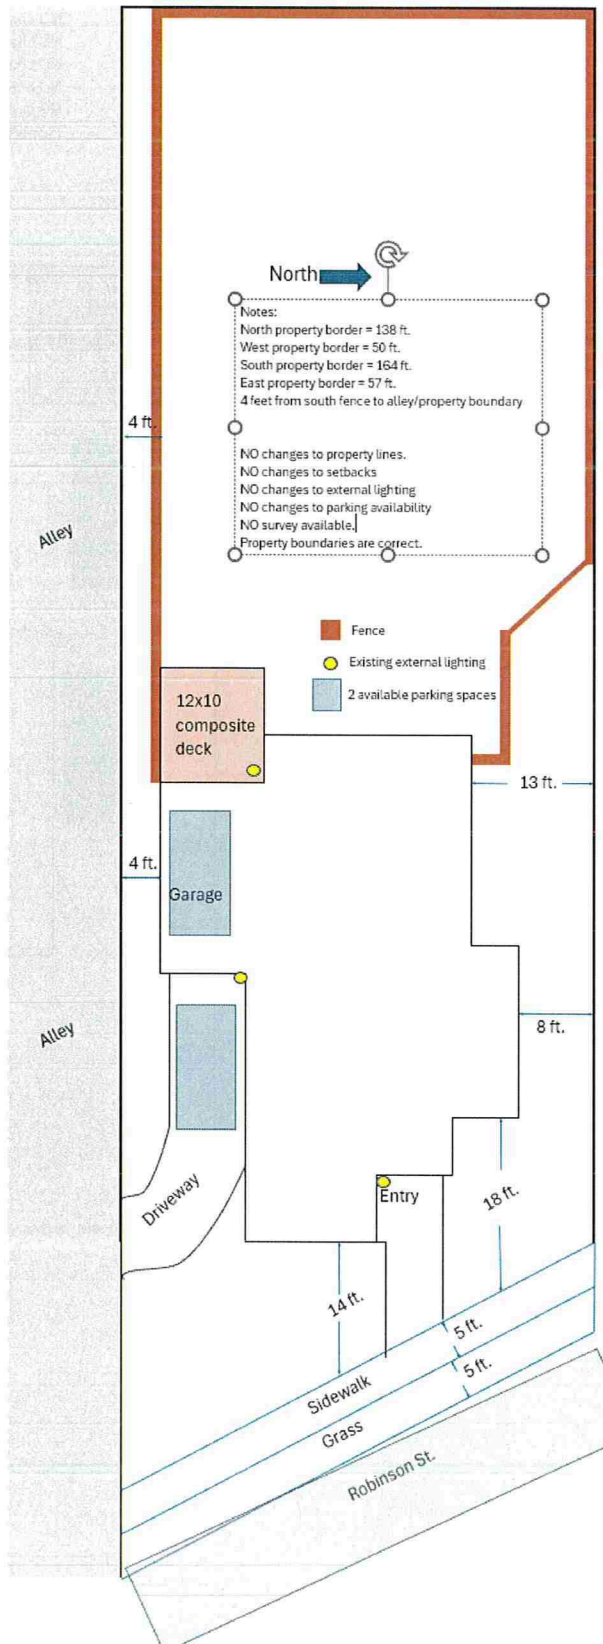 North
Notes:
North property border = 138 ft.
West property border = 50 ft.
South property border = 164 ft.
East property border = 57 ft.
4 feet from south fence to alley/property boundary
NO changes to property lines.
NO changes to setbacks
NO changes to external lighting
NO changes to parking availability
NO survey available.
Property boundaries are correct.
4 ft.
Alley
Fence
Existing external lighting
2 available parking spaces
12x10
composite
deck
13 ft.
4 ft.
Garage
Alley
8 ft.
Driveway
Entry
18 ft.
14 ft.
5 ft.
5 ft.
Sidewalk
Grass
Robinson St.